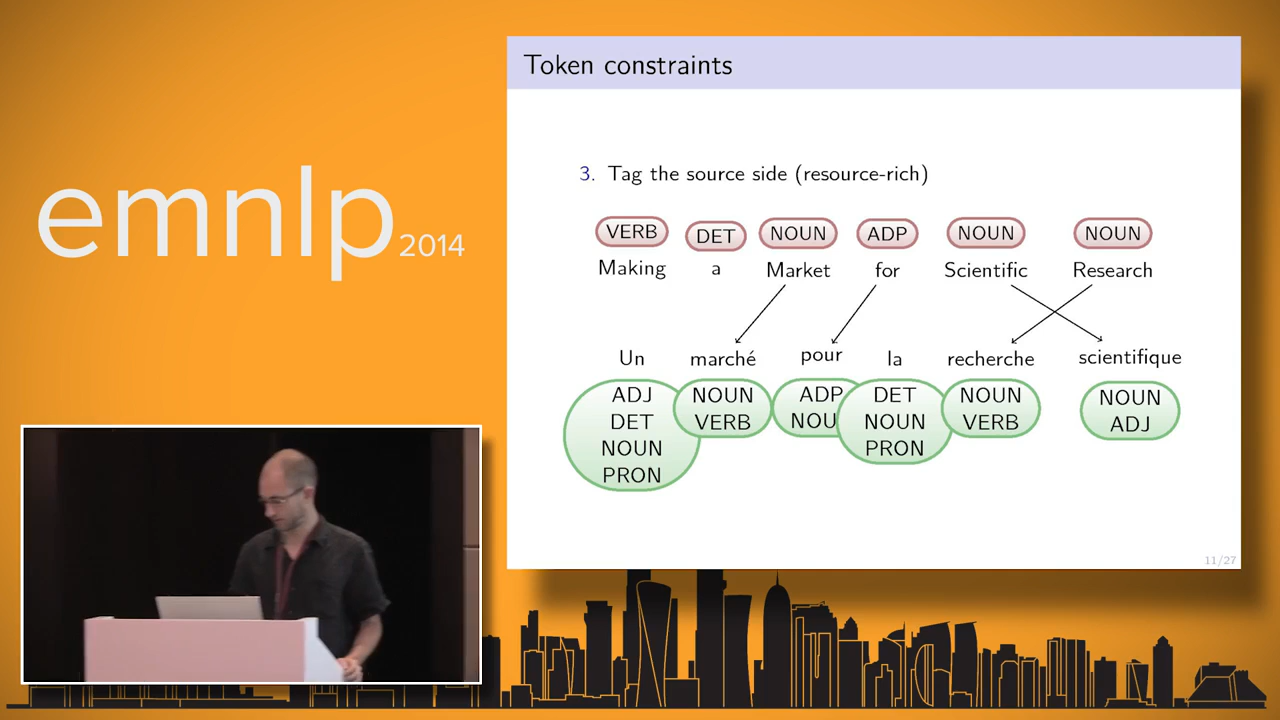 emnlp 2014
Token constraints
3. Tag the source side (resource-rich)
VERB DET NOUN ADP NOUN NOUN
Making a Market for Scientific Research
Un marché pour la recherche scientifique
ADJ
DET
NOUN
PRON
NOUN
VERB
ADP
NOU
DET
NOUN
PRON
NOUN
VERB
NOUN
ADJ
11/27